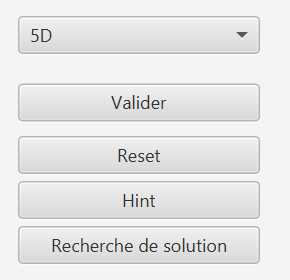 5D
Valider
Reset
Hint
Recherche de solution